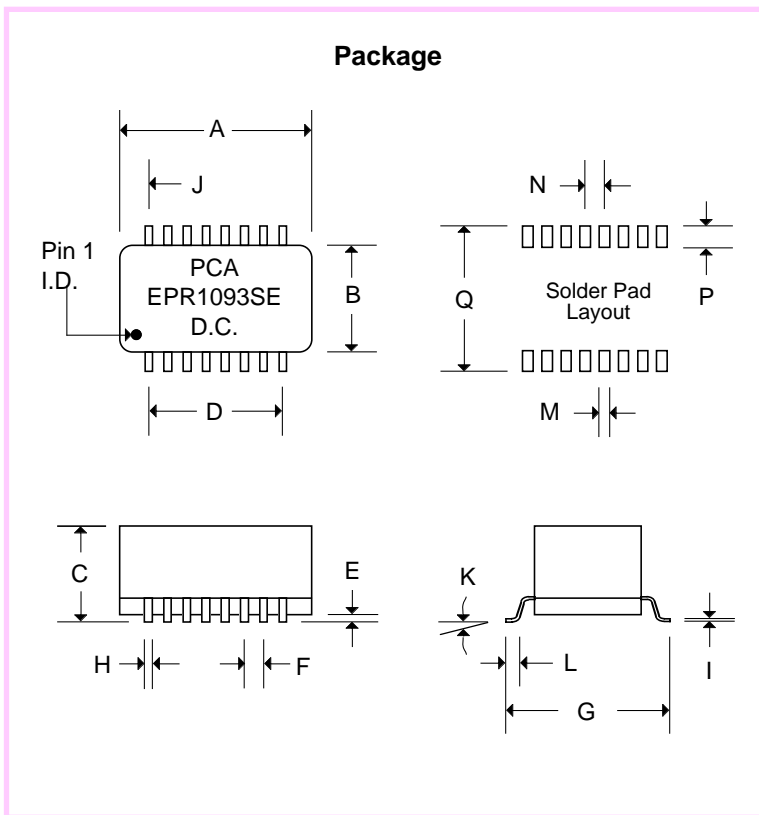 Package
A
J
N
Pin 1
I.D.
PCA
EPR1093SE
D.C.
B
Q
Solder Pad
Layout
P
D
M
C
E
K
H
F
L
I
G